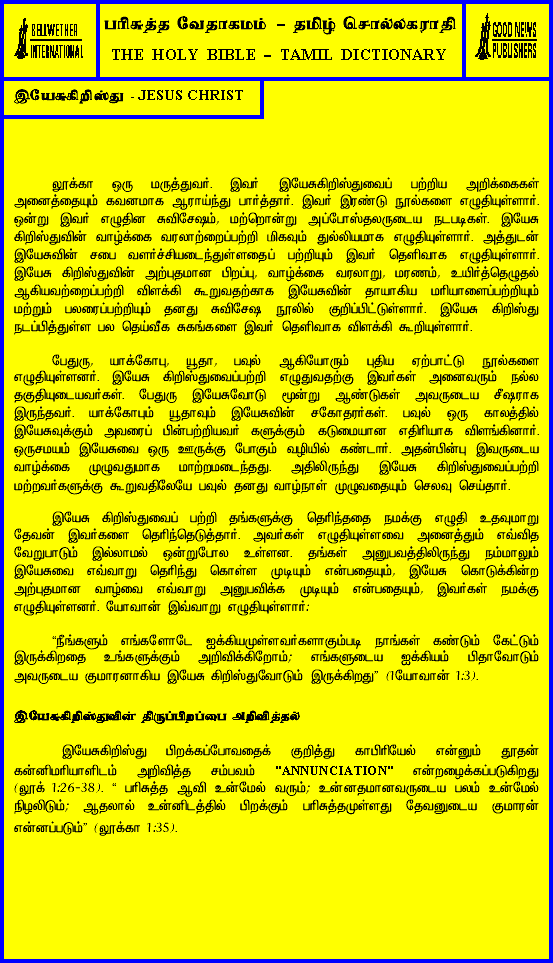 BELLWETHER
INTERNATIONAL
பரிசுத்த வேதாகமம் – தமிழ் சொல்லகராதி
THE HOLY BIBLE – TAMIL DICTIONARY
GOOD NEWS
PUBLISHERS
இயேசுகிறிஸ்து - JESUS CHRIST
லூக்கா ஒரு மருத்துவர். இவர் இயேசுகிறிஸ்துவைப் பற்றிய அறிக்கைகள்
அனைத்தையும் கவனமாக ஆராய்ந்து பார்த்தார். இவர் இரண்டு நூல்களை எழுதியுள்ளார்.
ஒன்று இவர் எழுதின சுவிசேஷம், மற்றொன்று அப்போஸ்தலருடைய நடபடிகள். இயேசு
கிறிஸ்துவின் வாழ்க்கை வரலாற்றைப்பற்றி மிகவும் துல்லியமாக எழுதியுள்ளார். அத்துடன்
இயேசுவின் சபை வளர்ச்சியடைந்துள்ளதைப் பற்றியும் இவர் தெளிவாக எழுதியுள்ளார்.
இயேசு கிறிஸ்துவின் அற்புதமான பிறப்பு, வாழ்க்கை வரலாறு, மரணம், உயிர்த்தெழுதல்
ஆகியவற்றைப்பற்றி விளக்கி கூறுவதற்காக இயேசுவின் தாயாகிய மரியாளைப்பற்றியும்
மற்றும் பலரைப்பற்றியும் தனது சுவிசேஷ நூலில் குறிப்பிட்டுள்ளார். இயேசு கிறிஸ்து
நடப்பித்துள்ள பல தெய்வீக சுகங்களை இவர் தெளிவாக விளக்கி கூறியுள்ளார்.
பேதுரு, யாக்கோபு, யூதா, பவுல் ஆகியோரும் புதிய ஏற்பாட்டு நூல்களை
எழுதியுள்ளனர். இயேசு கிறிஸ்துவைப்பற்றி எழுதுவதற்கு இவர்கள் அனைவரும் நல்ல
தகுதியுடையவர்கள். பேதுரு இயேசுவோடு மூன்று ஆண்டுகள் அவருடைய சீஷராக
இருந்தவர். யாக்கோபும் யூதாவும் இயேசுவின் சகோதரர்கள். பவுல் ஒரு காலத்தில்
இயேசுவுக்கும் அவரைப் பின்பற்றியவர் களுக்கும் கடுமையான எதிரியாக விளங்கினார்.
ஒருசமயம் இயேசுவை ஒரு ஊருக்கு போகும் வழியில் கண்டார். அதன்பின்பு இவருடைய
வாழ்க்கை முழுவதுமாக மாற்றமடைந்தது. அதிலிருந்து இயேசு கிறிஸ்துவைப்பற்றி
மற்றவர்களுக்கு கூறுவதிலேயே பவுல் தனது வாழ்நாள் முழுவதையும் செலவு செய்தார்.
இயேசு கிறிஸ்துவைப் பற்றி தங்களுக்கு தெரிந்ததை நமக்கு எழுதி உதவுமாறு
தேவன் இவர்களை தெரிந்தெடுத்தார். அவர்கள் எழுதியுள்ளவை அனைத்தும் எவ்வித
வேறுபாடும் இல்லாமல் ஒன்றுபோல உள்ளன. தங்கள் அனுபவத்திலிருந்து நம்மாலும்
இயேசுவை எவ்வாறு தெரிந்து கொள்ள முடியும் என்பதையும், இயேசு கொடுக்கின்ற
அற்புதமான வாழ்வை எவ்வாறு அனுபவிக்க முடியும் என்பதையும், இவர்கள் நமக்கு
எழுதியுள்ளனர். யோவான் இவ்வாறு எழுதியுள்ளார்:
“நீங்களும் எங்களோடே ஐக்கியமுள்ளவர்களாகும்படி நாங்கள் கண்டும் கேட்டும்
இருக்கிறதை உங்களுக்கும் அறிவிக்கிறோம்; எங்களுடைய ஐக்கியம் பிதாவோடும்
அவருடைய குமாரனாகிய இயேசு கிறிஸ்துவோடும் இருக்கிறது” (1யோவான் 1:3).
இயேசுகிறிஸ்துவின் திருப்பிறப்பை அறிவித்தல்
இயேசுகிறிஸ்து பிறக்கப்போவதைக் குறித்து காபிரியேல் என்னும் தூதன்
கன்னிமரியாளிடம் அறிவித்த சம்பவம் "ANNUNCIATION" என்றழைக்கப்படுகிறது
(லூக் 1:26-38). “ பரிசுத்த ஆவி உன்மேல் வரும்; உன்னதமானவருடைய பலம் உன்மேல்
நிழலிடும்; ஆதலால் உன்னிடத்தில் பிறக்கும் பரிசுத்தமுள்ளது தேவனுடைய குமாரன்
என்னப்படும்” (லூக்கா 1:35).